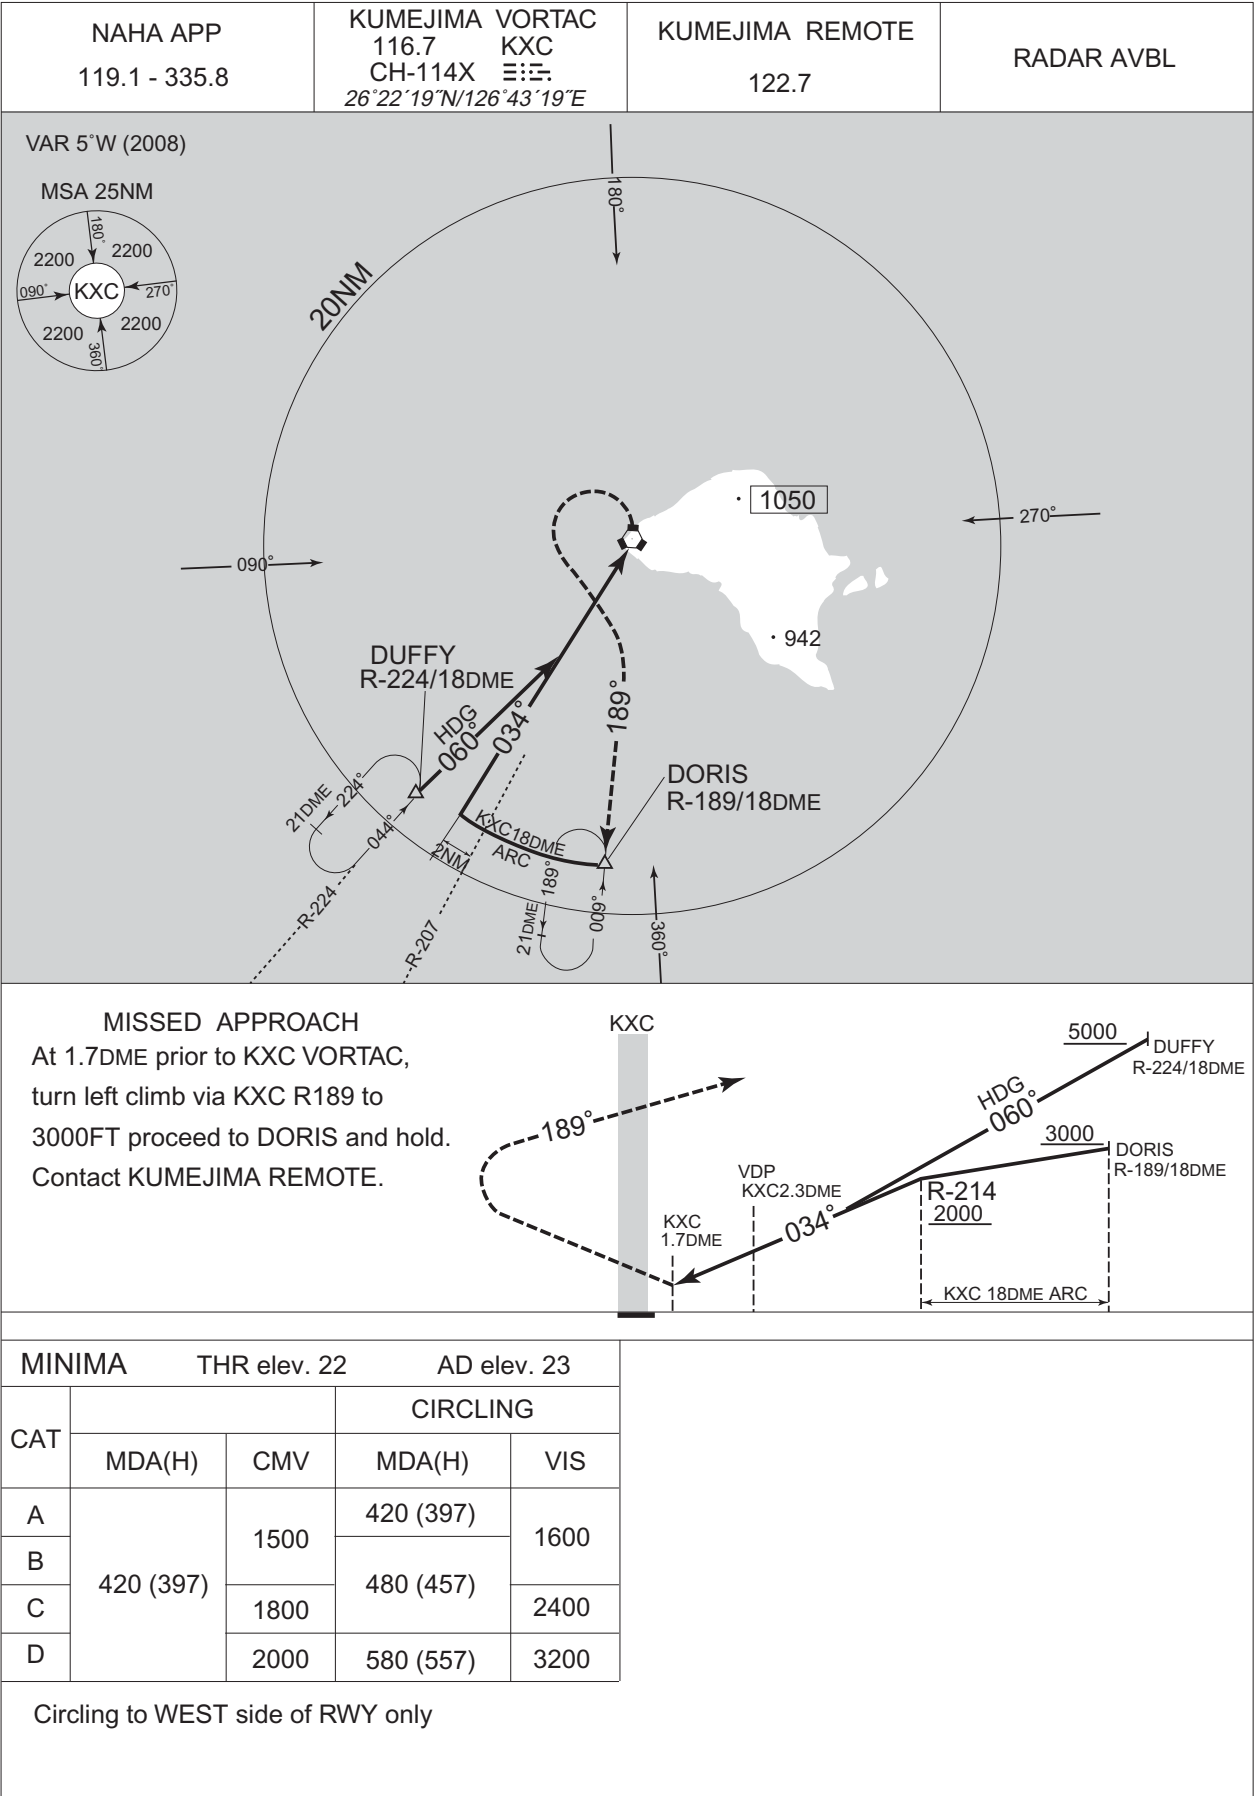 NAHA APP
119.1 - 335.8
KUMEJIMA VORTAC
116.7 KXC
CH-114X
26°22´19˝N/126°43´19˝E
KUMEJIMA REMOTE
122.7
RADAR AVBL
VAR 5˚W (2008)
MSA 25NM
180˚
2200 2200
090˚ KXC 270˚
2200 2200
360˚
20NM
180°
1050
270°
090°
942
DUFFY
R-224/18DME
HDG
060°
034°
189°
DORIS
R-189/18DME
21DME
224°
044°
KXC18DME
ARC
2NM
R-224
R-207
21DME
189°
009°
360°
MISSED APPROACH
At 1.7DME prior to KXC VORTAC,
turn left climb via KXC R189 to
3000FT proceed to DORIS and hold.
Contact KUMEJIMA REMOTE.
KXC
189°
5000
DUFFY
R-224/18DME
HDG
060°
3000
DORIS
R-189/18DME
VDP
KXC2.3DME
R-214
2000
KXC
1.7DME
034°
KXC 18DME ARC
MINIMA THR elev. 22 AD elev. 23
CAT CIRCLING
MDA(H) CMV MDA(H) VIS
A 420 (397) 1500 420 (397) 1600
B 480 (457)
C 1800 2400
D 2000 580 (557) 3200
Circling to WEST side of RWY only